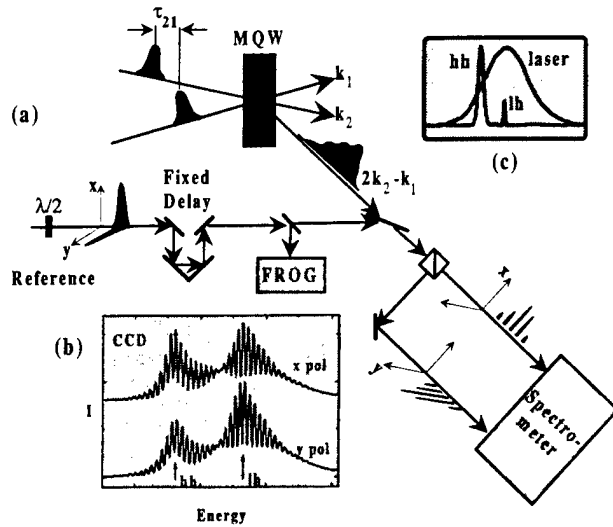 τ21
MQW
k1
k2
(a)
2k2-k1
hh
laser
lh
(c)
Fixed
Delay
λ/2
x
y
Reference
FROG
(b)
CCD
x pol
y pol
I
hh
lh
Energy
x
y
Spectro-
meter